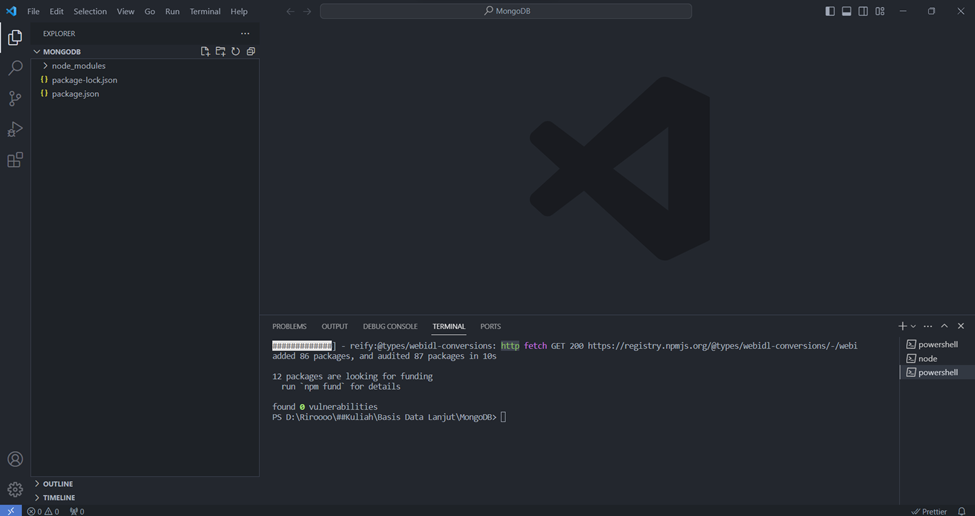 File Edit Selection View Go Run Terminal Help
MongoDB
EXPLORER
MONGODB
node_modules
{} package-lock.json
{} package.json
OUTLINE
TIMELINE
PROBLEMS OUTPUT DEBUG CONSOLE TERMINAL PORTS
#############] - reify:@types/webidl-conversions: http fetch GET 200 https://registry.npmjs.org/@types/webidl-conversions/-/webi
added 86 packages, and audited 87 packages in 10s
12 packages are looking for funding
run `npm fund` for details
found 0 vulnerabilities
PS D:\Riroooo\##Kuliah\Basis Data Lanjut\MongoDB>
powershell
node
powershell
0 0 0
Prettier